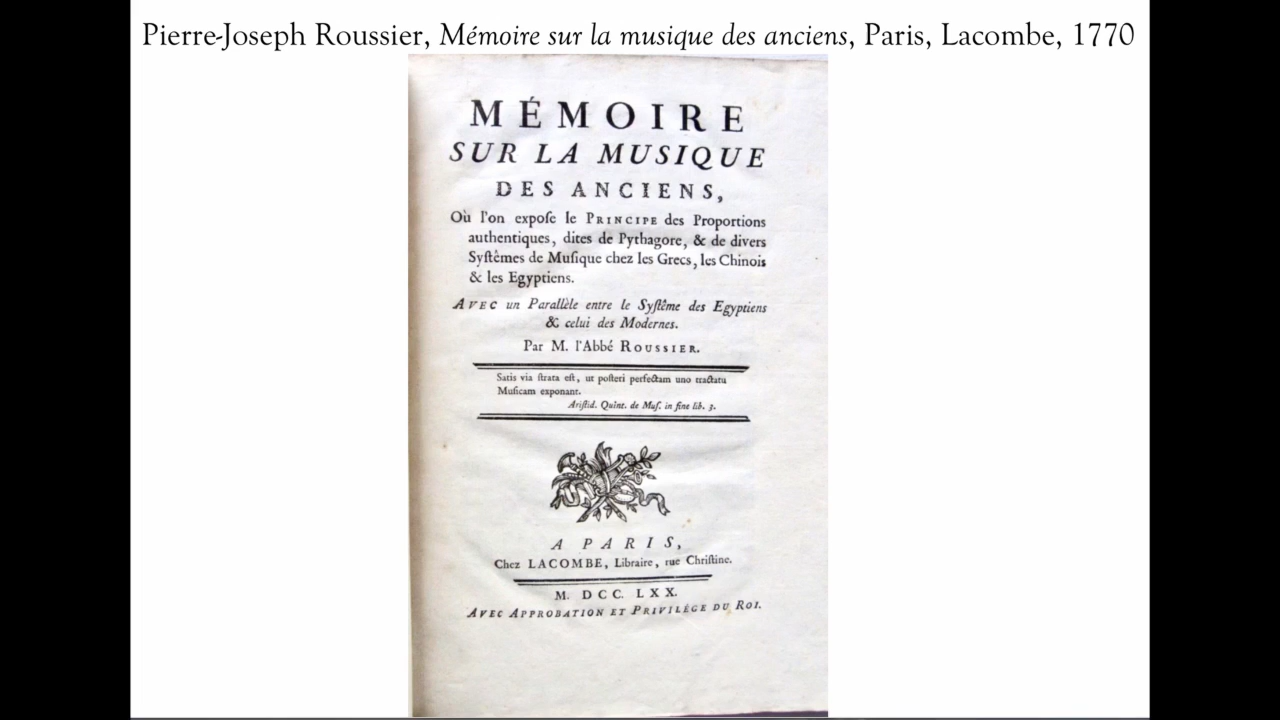 Pierre-Joseph Roussier, Mémoire sur la musique des anciens, Paris, Lacombe, 1770
MÉMOIRE
SUR LA MUSIQUE
DES ANCIENS,
Où l'on expoſe le PRINCIPE des Proportions
authentiques, dites de Pythagore, & de divers
Syſtêmes de Muſique chez les Grecs, les Chinois
& les Egyptiens.
AVEC un Parallèle entre le Syſtême des Egyptiens
& celui des Modernes.
Par M. l'Abbé ROUSSIER.
Satis via ſtrata eſt, ut poſteri perfectam uno tractatu
Muſicam exponant.
Ariſtid. Quint. de Muſ. in fine lib. 3.
A PARIS,
Chez LACOMBE, Libraire, rue Chriſtine.
M. DCC. LXX.
AVEC APPROBATION ET PRIVILÉGE DU ROI.